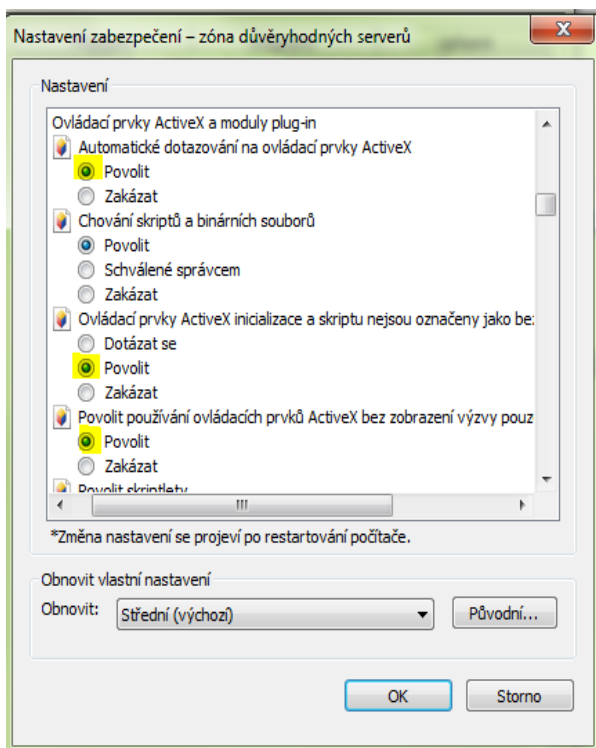 Nastavení zabezpečení – zóna důvěryhodných serverů
Nastavení
Ovládací prvky ActiveX a moduly plug-in
Automatické dotazování na ovládací prvky ActiveX
Povolit
Zakázat
Chování skriptů a binárních souborů
Povolit
Schválené správcem
Zakázat
Ovládací prvky ActiveX inicializace a skriptu nejsou označeny jako be
Dotázat se
Povolit
Zakázat
Povolit používání ovládacích prvků ActiveX bez zobrazení výzvy pouz
Povolit
Zakázat
Povolit skriptlety
*Změna nastavení se projeví po restartování počítače.
Obnovit vlastní nastavení
Obnovit: Střední (výchozí) Původní...
OK Storno